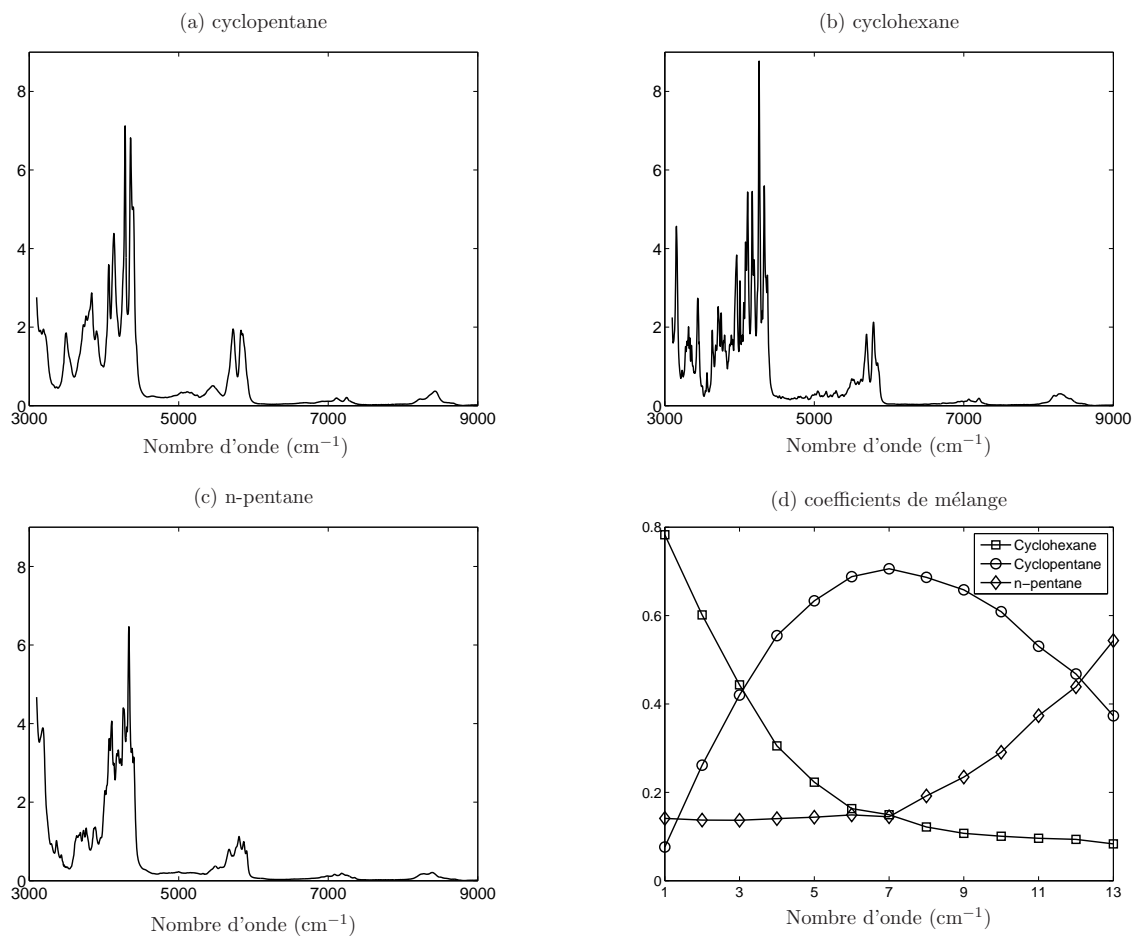 (a) cyclopentane
8
6
4
2
0
3000 5000 7000 9000
Nombre d'onde (cm⁻¹)
(b) cyclohexane
8
6
4
2
0
3000 5000 7000 9000
Nombre d'onde (cm⁻¹)
(c) n-pentane
8
6
4
2
0
3000 5000 7000 9000
Nombre d'onde (cm⁻¹)
(d) coefficients de mélange
0.8
0.6
0.4
0.2
0
1 3 5 7 9 11 13
Cyclohexane
Cyclopentane
n−pentane
Nombre d'onde (cm⁻¹)